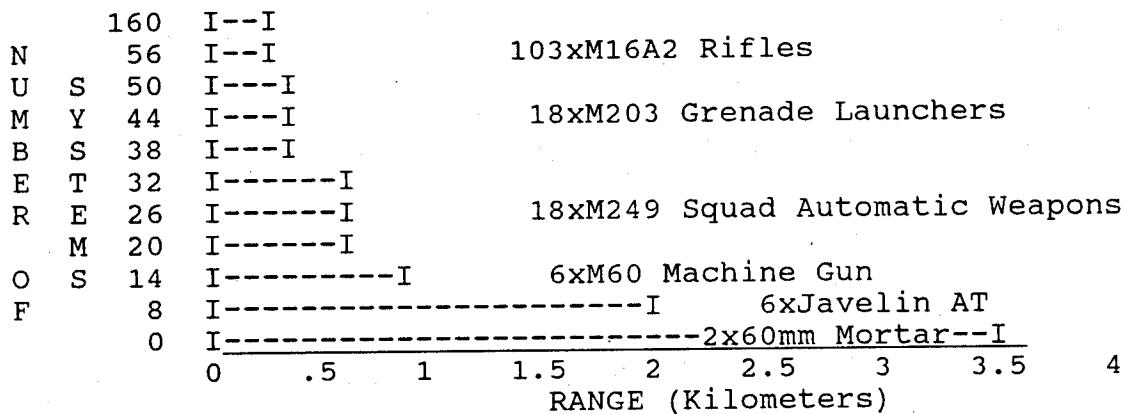 160 I--I
N 56 I--I 103xM16A2 Rifles
U S 50 I---I
M Y 44 I---I 18xM203 Grenade Launchers
B S 38 I---I
E T 32 I------I
R E 26 I------I 18xM249 Squad Automatic Weapons
M 20 I------I
O S 14 I--------I 6xM60 Machine Gun
F 8 I-------------------I 6xJavelin AT
0 I---------------------2x60mm Mortar--I
0 .5 1 1.5 2 2.5 3 3.5 4
RANGE (Kilometers)